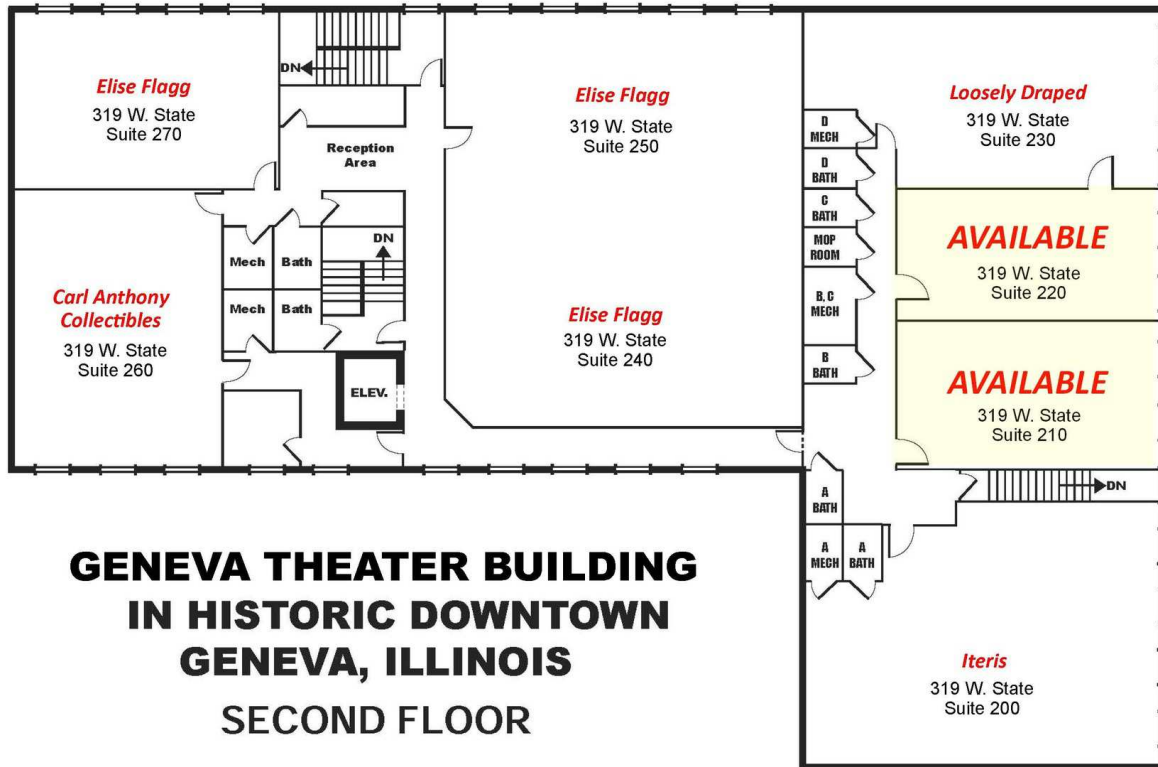 Elise Flagg
319 W. State
Suite 270
DN
Reception
Area
Elise Flagg
319 W. State
Suite 250
Loosely Draped
319 W. State
Suite 230
D
MECH
D
BATH
C
BATH
MOP
ROOM
B, C
MECH
B
BATH
AVAILABLE
319 W. State
Suite 220
Carl Anthony
Collectibles
319 W. State
Suite 260
Mech
Bath
DN
Mech
Bath
ELEV.
Elise Flagg
319 W. State
Suite 240
AVAILABLE
319 W. State
Suite 210
DN
A
BATH
A
MECH
A
BATH
Iteris
319 W. State
Suite 200
GENEVA THEATER BUILDING
IN HISTORIC DOWNTOWN
GENEVA, ILLINOIS
SECOND FLOOR